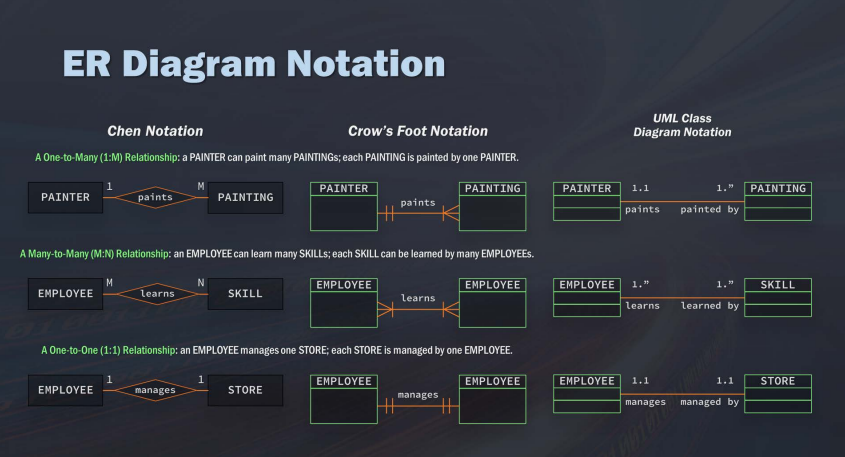 ER Diagram Notation
Chen Notation
Crow's Foot Notation
UML Class
Diagram Notation
A One-to-Many (1:M) Relationship: a PAINTER can paint many PAINTINGs; each PAINTING is painted by one PAINTER.
PAINTER 1 paints M PAINTING
PAINTER paints PAINTING
PAINTER 1.1 1.” PAINTING
paints painted by
A Many-to-Many (M:N) Relationship: an EMPLOYEE can learn many SKILLs; each SKILL can be learned by many EMPLOYEEs.
EMPLOYEE M learns N SKILL
EMPLOYEE learns EMPLOYEE
EMPLOYEE 1.” 1.” SKILL
learns learned by
A One-to-One (1:1) Relationship: an EMPLOYEE manages one STORE; each STORE is managed by one EMPLOYEE.
EMPLOYEE 1 manages 1 STORE
EMPLOYEE manages EMPLOYEE
EMPLOYEE 1.1 1.1 STORE
manages managed by